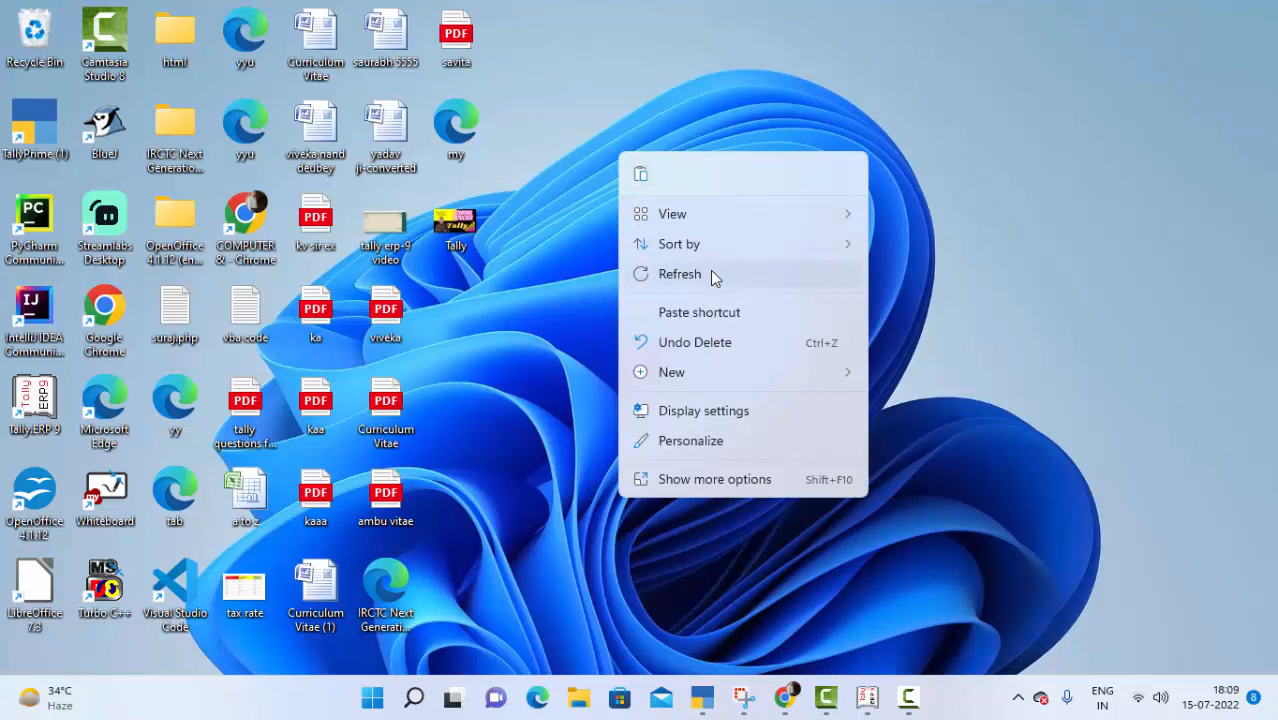 Recycle Bin
Camtasia
Studio 8
html
yyu
Curriculum
Vitae
saurabh 5555
PDF
savita
TallyPrime (1)
BlueJ
IRCTC Next
Generatio...
yyu
viveka nand
deubey
yadav
ji-converted
my
PC
PyCharm
Communi...
Streamlabs
Desktop
OpenOffice
4.1.12 (en...
COMPUTER
& - Chrome
PDF
kv sir ex
tally erp-9
video
Tally
Tally
IJ
IntelliJ IDEA
Communi...
Google
Chrome
suraj.php
vba code
PDF
ka
PDF
viveka
Tally.ERP 9
Microsoft
Edge
yy
PDF
tally
questions f...
PDF
kaa
PDF
Curriculum
Vitae
OpenOffice
4.1.12
Whiteboard
tab
a to z
PDF
kaaa
PDF
ambu vitae
LibreOffice
7.3
Turbo C++
Visual Studio
Code
tax rate
Curriculum
Vitae (1)
IRCTC Next
Generati...
View
Sort by
Refresh
Paste shortcut
Undo Delete Ctrl+Z
New
Display settings
Personalize
Show more options Shift+F10
34°C
Haze
ENG
IN
18:09
15-07-2022
8